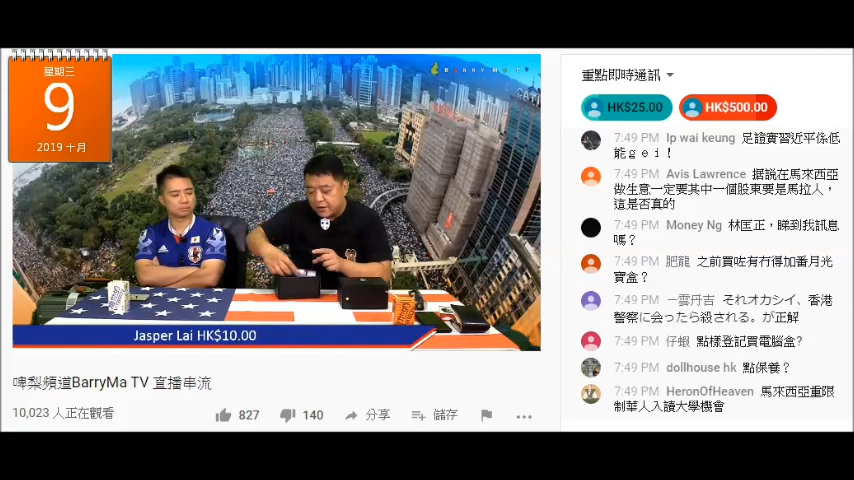 星期三
9
2019 十月
BARRYMATV
Jasper Lai HK$10.00
啤梨頻道BarryMa TV 直播串流
10,023 人正在觀看
827
140
分享
儲存
重點即時通訊
HK$25.00
HK$500.00
7:49 PM Ip wai keung 足證實習近平係低
能ｇｅｉ！
7:49 PM Avis Lawrence 据説在馬來西亞
做生意一定要其中一個股東要是馬拉人，
這是否真的
7:49 PM Money Ng 林匡正，睇到我訊息
嗎？
7:49 PM 肥龍 之前買咗有冇得加番月光
寶盒？
7:49 PM 一雲丹吉 それオカシイ、香港
警察に会ったら殺される。が正解
7:49 PM 仔蝦 點樣登記買電腦盒?
7:49 PM dollhouse hk 點保養？
7:49 PM HeronOfHeaven 馬來西亞重限
制華人入讀大學機會